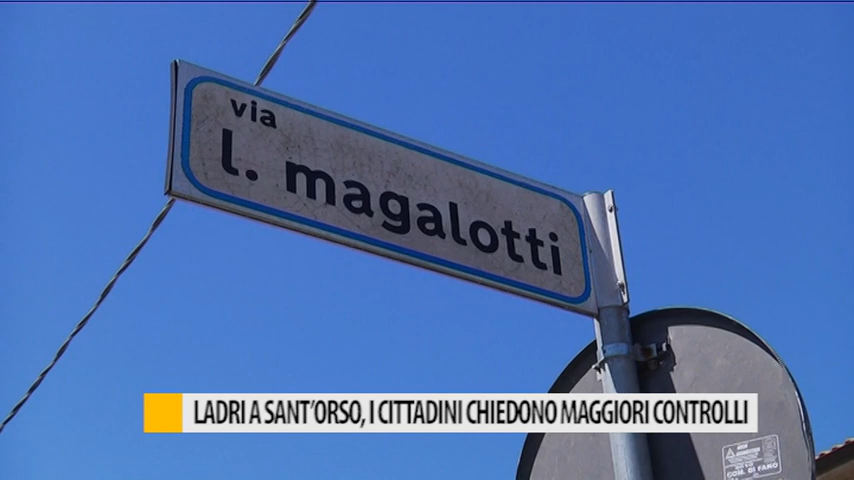 via
l. magalotti
LADRI A SANT'ORSO, I CITTADINI CHIEDONO MAGGIORI CONTROLLI
COM. DI FANO